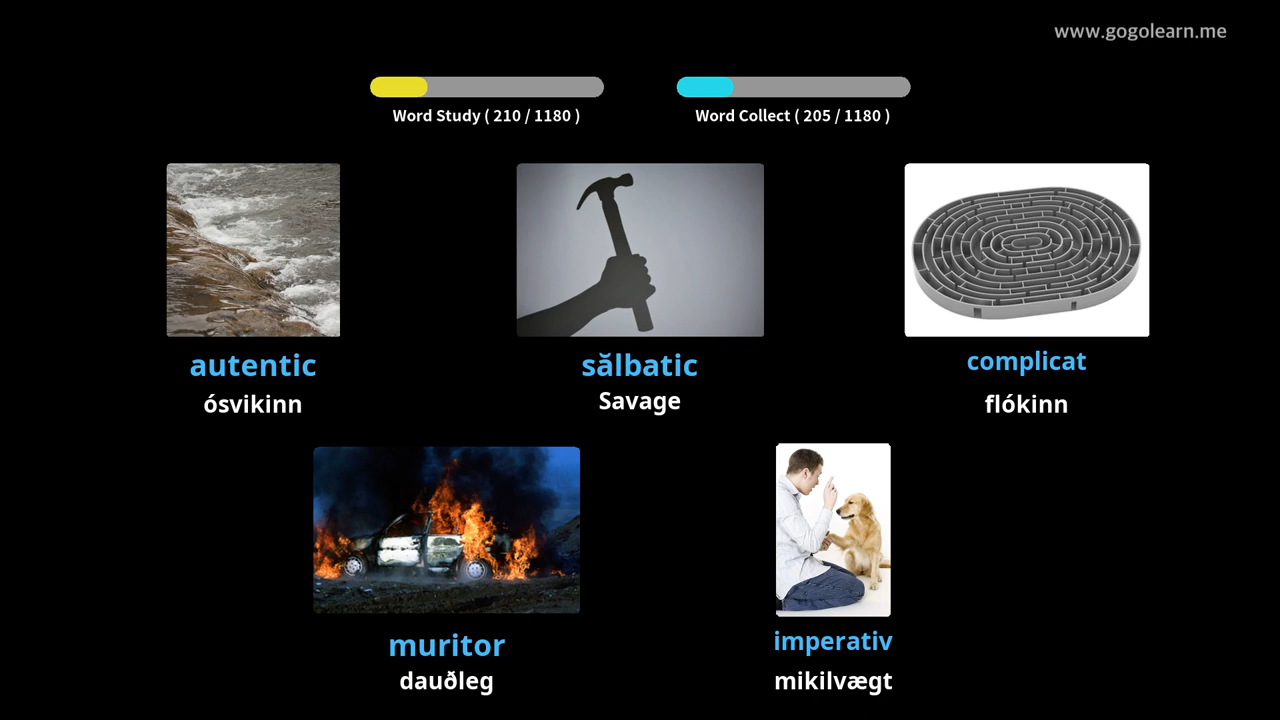 www.gogolearn.me
Word Study ( 210 / 1180 )
Word Collect ( 205 / 1180 )
autentic
ósvikinn
sălbatic
Savage
complicat
flókinn
muritor
dauðleg
imperativ
mikilvægt